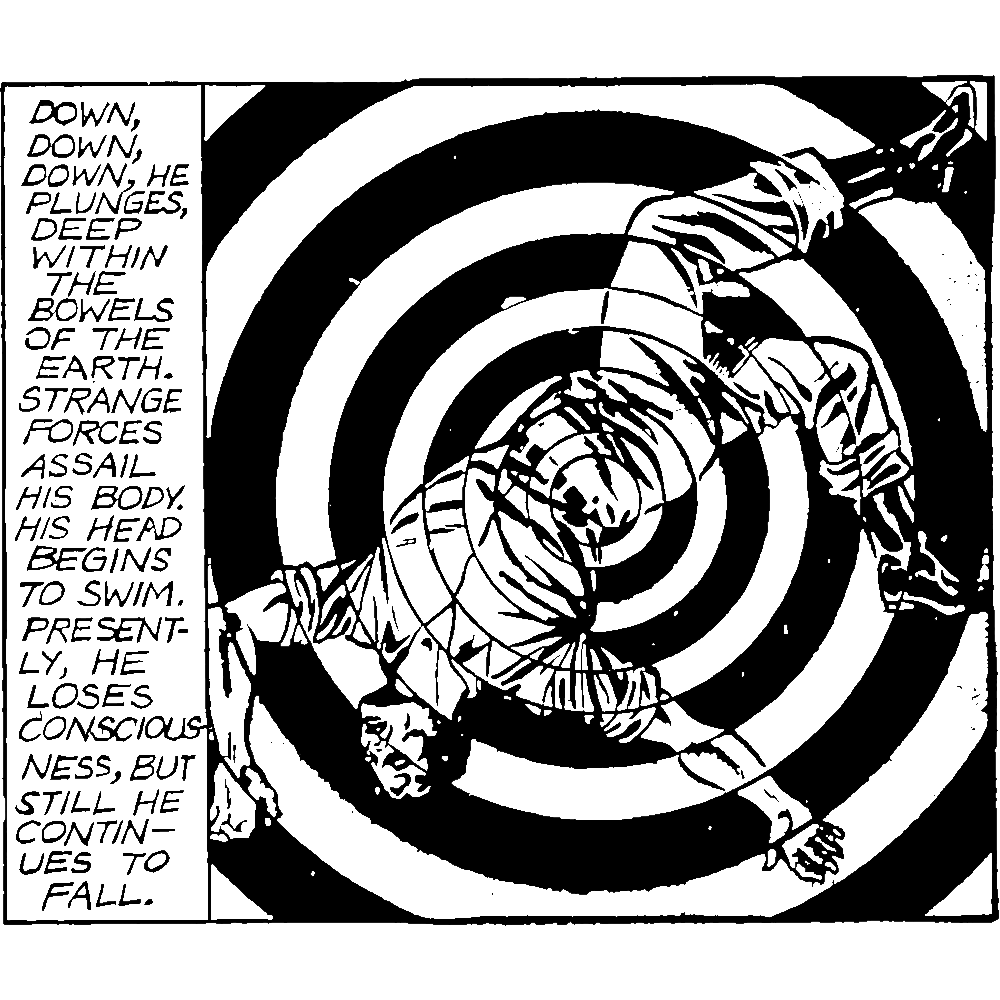 DOWN,
DOWN,
DOWN, HE
PLUNGES,
DEEP
WITHIN
THE
BOWELS
OF THE
EARTH.
STRANGE
FORCES
ASSAIL
HIS BODY.
HIS HEAD
BEGINS
TO SWIM.
PRESENT-
LY, HE
LOSES
CONSCIOUS-
NESS, BUT
STILL HE
CONTIN-
UES TO
FALL.